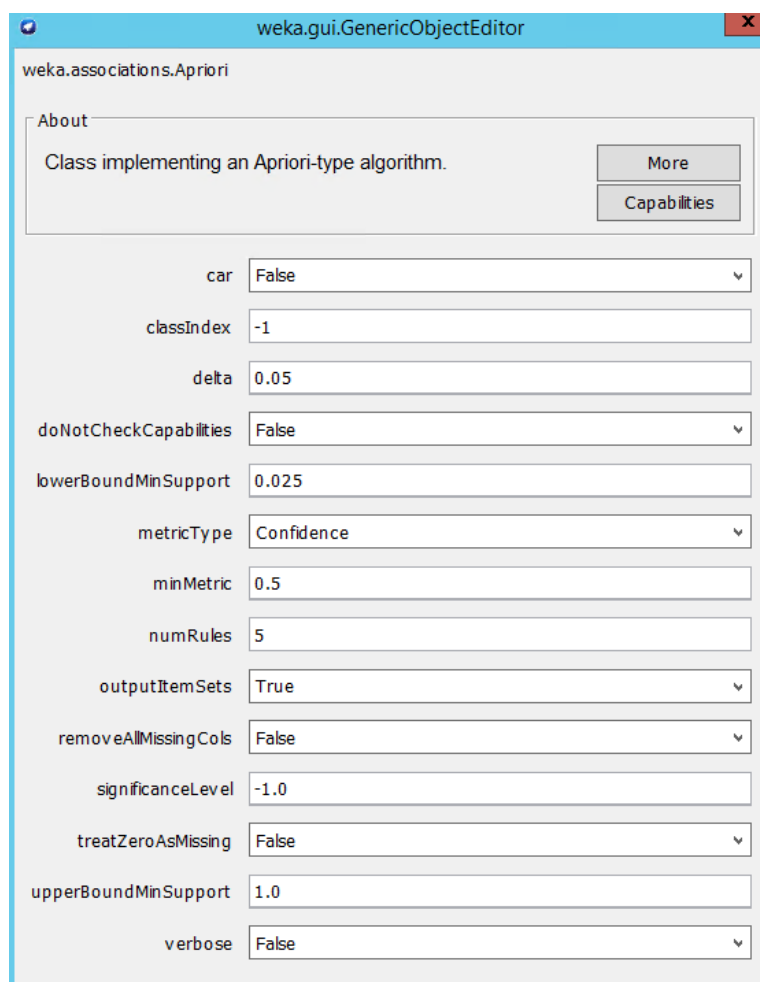 weka.gui.GenericObjectEditor
x
weka.associations.Apriori
About
Class implementing an Apriori-type algorithm.
More
Capabilities
car False
classIndex -1
delta 0.05
doNotCheckCapabilities False
lowerBoundMinSupport 0.025
metricType Confidence
minMetric 0.5
numRules 5
outputItemSets True
removeAllMissingCols False
significanceLevel -1.0
treatZeroAsMissing False
upperBoundMinSupport 1.0
verbose False